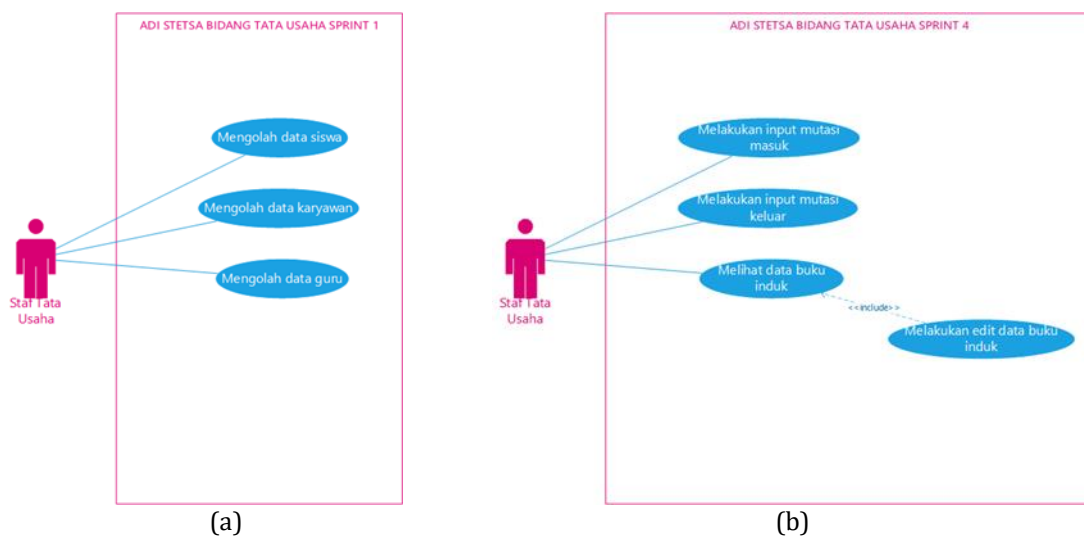 ADI STETSA BIDANG TATA USAHA SPRINT 1
Mengolah data siswa
Mengolah data karyawan
Mengolah data guru
Staf Tata
Usaha
(a)
ADI STETSA BIDANG TATA USAHA SPRINT 4
Melakukan input mutasi
masuk
Melakukan input mutasi
keluar
Melihat data buku
induk
<<include>>
Melakukan edit data buku
induk
Staf Tata
Usaha
(b)